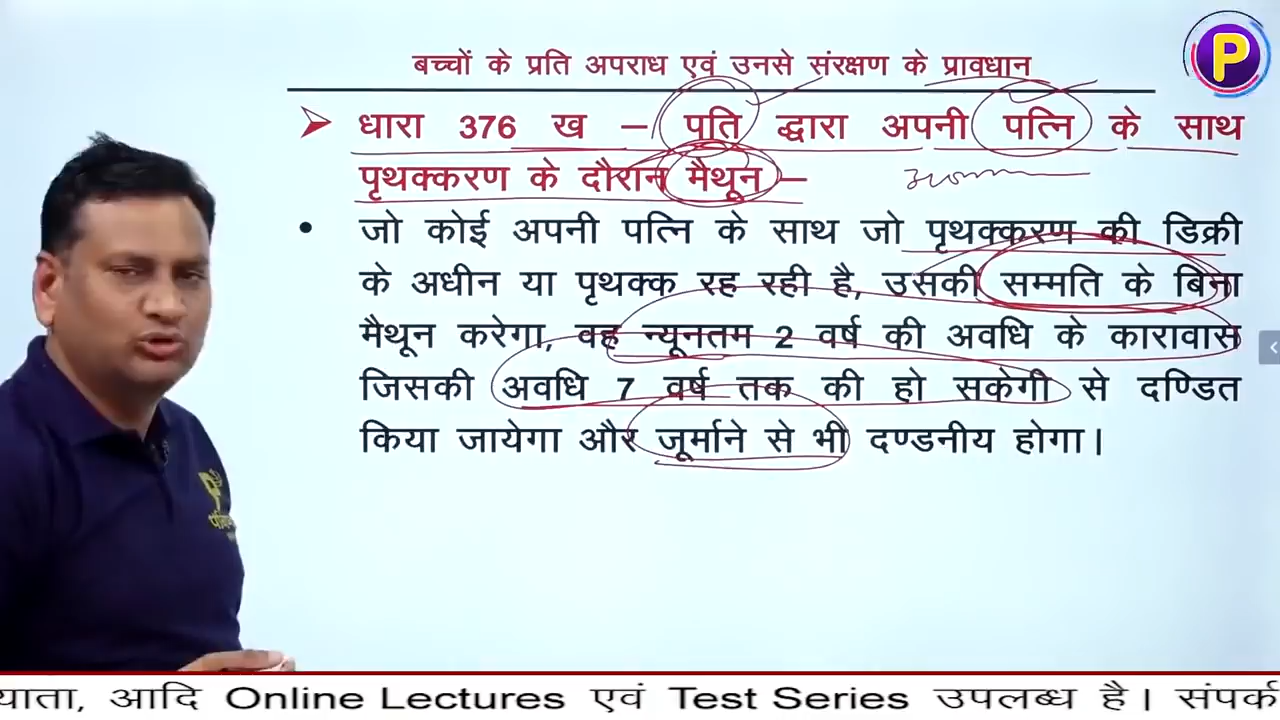 P
बच्चों के प्रति अपराध एवं उनसे संरक्षण के प्रावधान
धारा 376 ख – पति द्वारा अपनी पत्नि के साथ
पृथक्करण के दौरान मैथून –
• जो कोई अपनी पत्नि के साथ जो पृथक्करण की डिक्री
के अधीन या पृथक्क रह रही है, उसकी सम्मति के बिना
मैथून करेगा, वह न्यूनतम 2 वर्ष की अवधि के कारावास
जिसकी अवधि 7 वर्ष तक की हो सकेगी से दण्डित
किया जायेगा और जूर्माने से भी दण्डनीय होगा।
आदि Online Lectures एवं Test Series उपलब्ध है। संपर्क